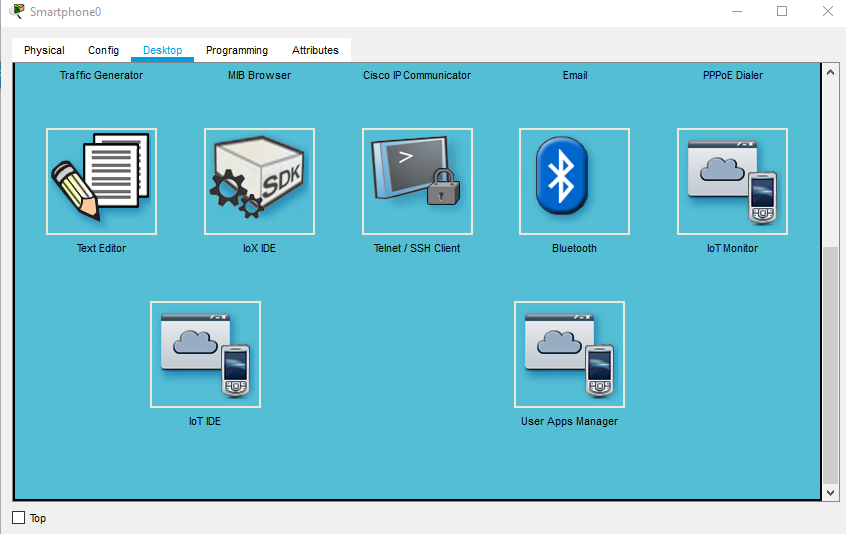 Smartphone0
Physical Config Desktop Programming Attributes
Traffic Generator MIB Browser Cisco IP Communicator Email PPPoE Dialer
>
SDK
Text Editor IoX IDE Telnet / SSH Client Bluetooth IoT Monitor
IoT IDE User Apps Manager
Top